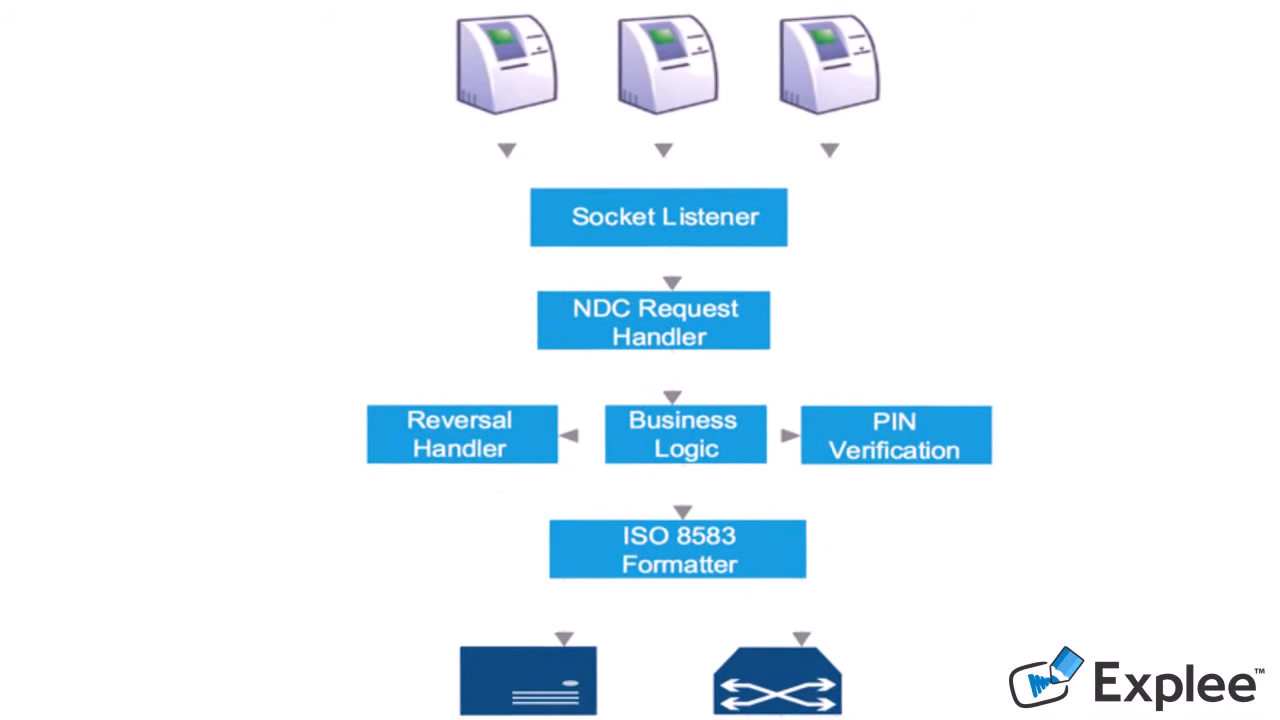 Socket Listener
NDC Request
Handler
Reversal
Handler
Business
Logic
PIN
Verification
ISO 8583
Formatter
Explee™